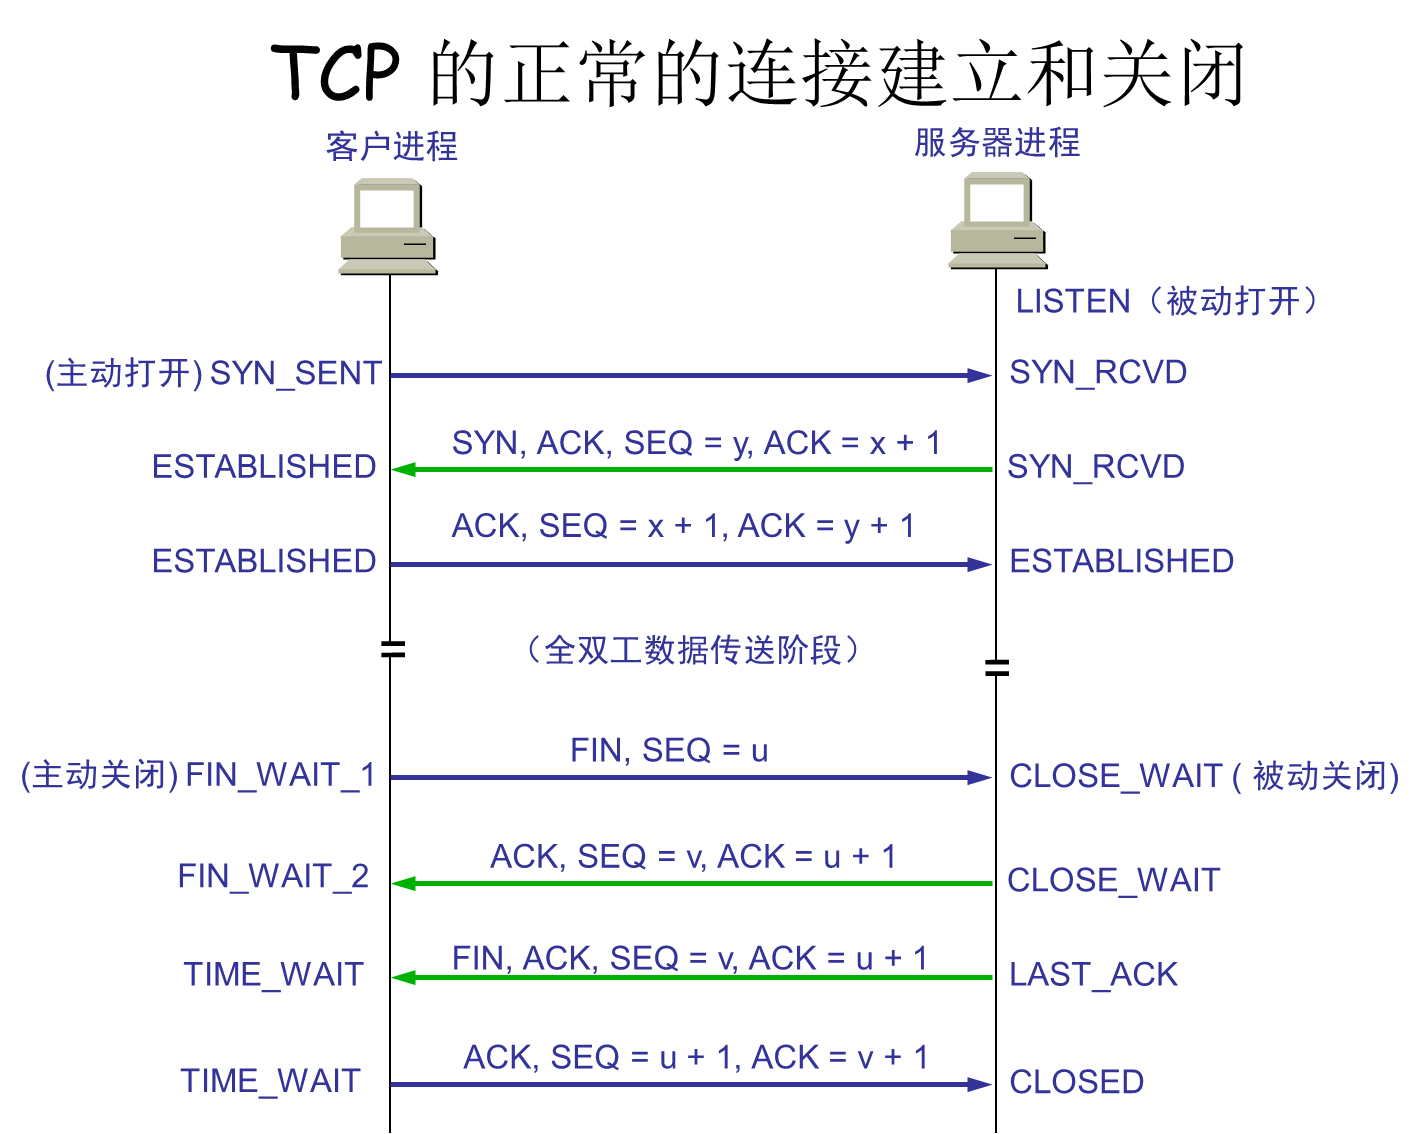 TCP 的正常的连接建立和关闭
客户进程
服务器进程
LISTEN（被动打开）
(主动打开) SYN_SENT
SYN_RCVD
SYN, ACK, SEQ = y, ACK = x + 1
ESTABLISHED
SYN_RCVD
ACK, SEQ = x + 1, ACK = y + 1
ESTABLISHED
ESTABLISHED
（全双工数据传送阶段）
FIN, SEQ = u
(主动关闭) FIN_WAIT_1
CLOSE_WAIT ( 被动关闭)
ACK, SEQ = v, ACK = u + 1
FIN_WAIT_2
CLOSE_WAIT
FIN, ACK, SEQ = v, ACK = u + 1
TIME_WAIT
LAST_ACK
ACK, SEQ = u + 1, ACK = v + 1
TIME_WAIT
CLOSED